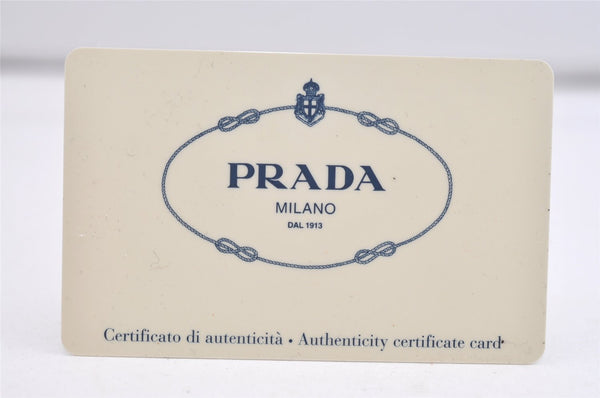 PRADA
MILANO
DAL 1913
Certificato di autenticità • Authenticity certificate card